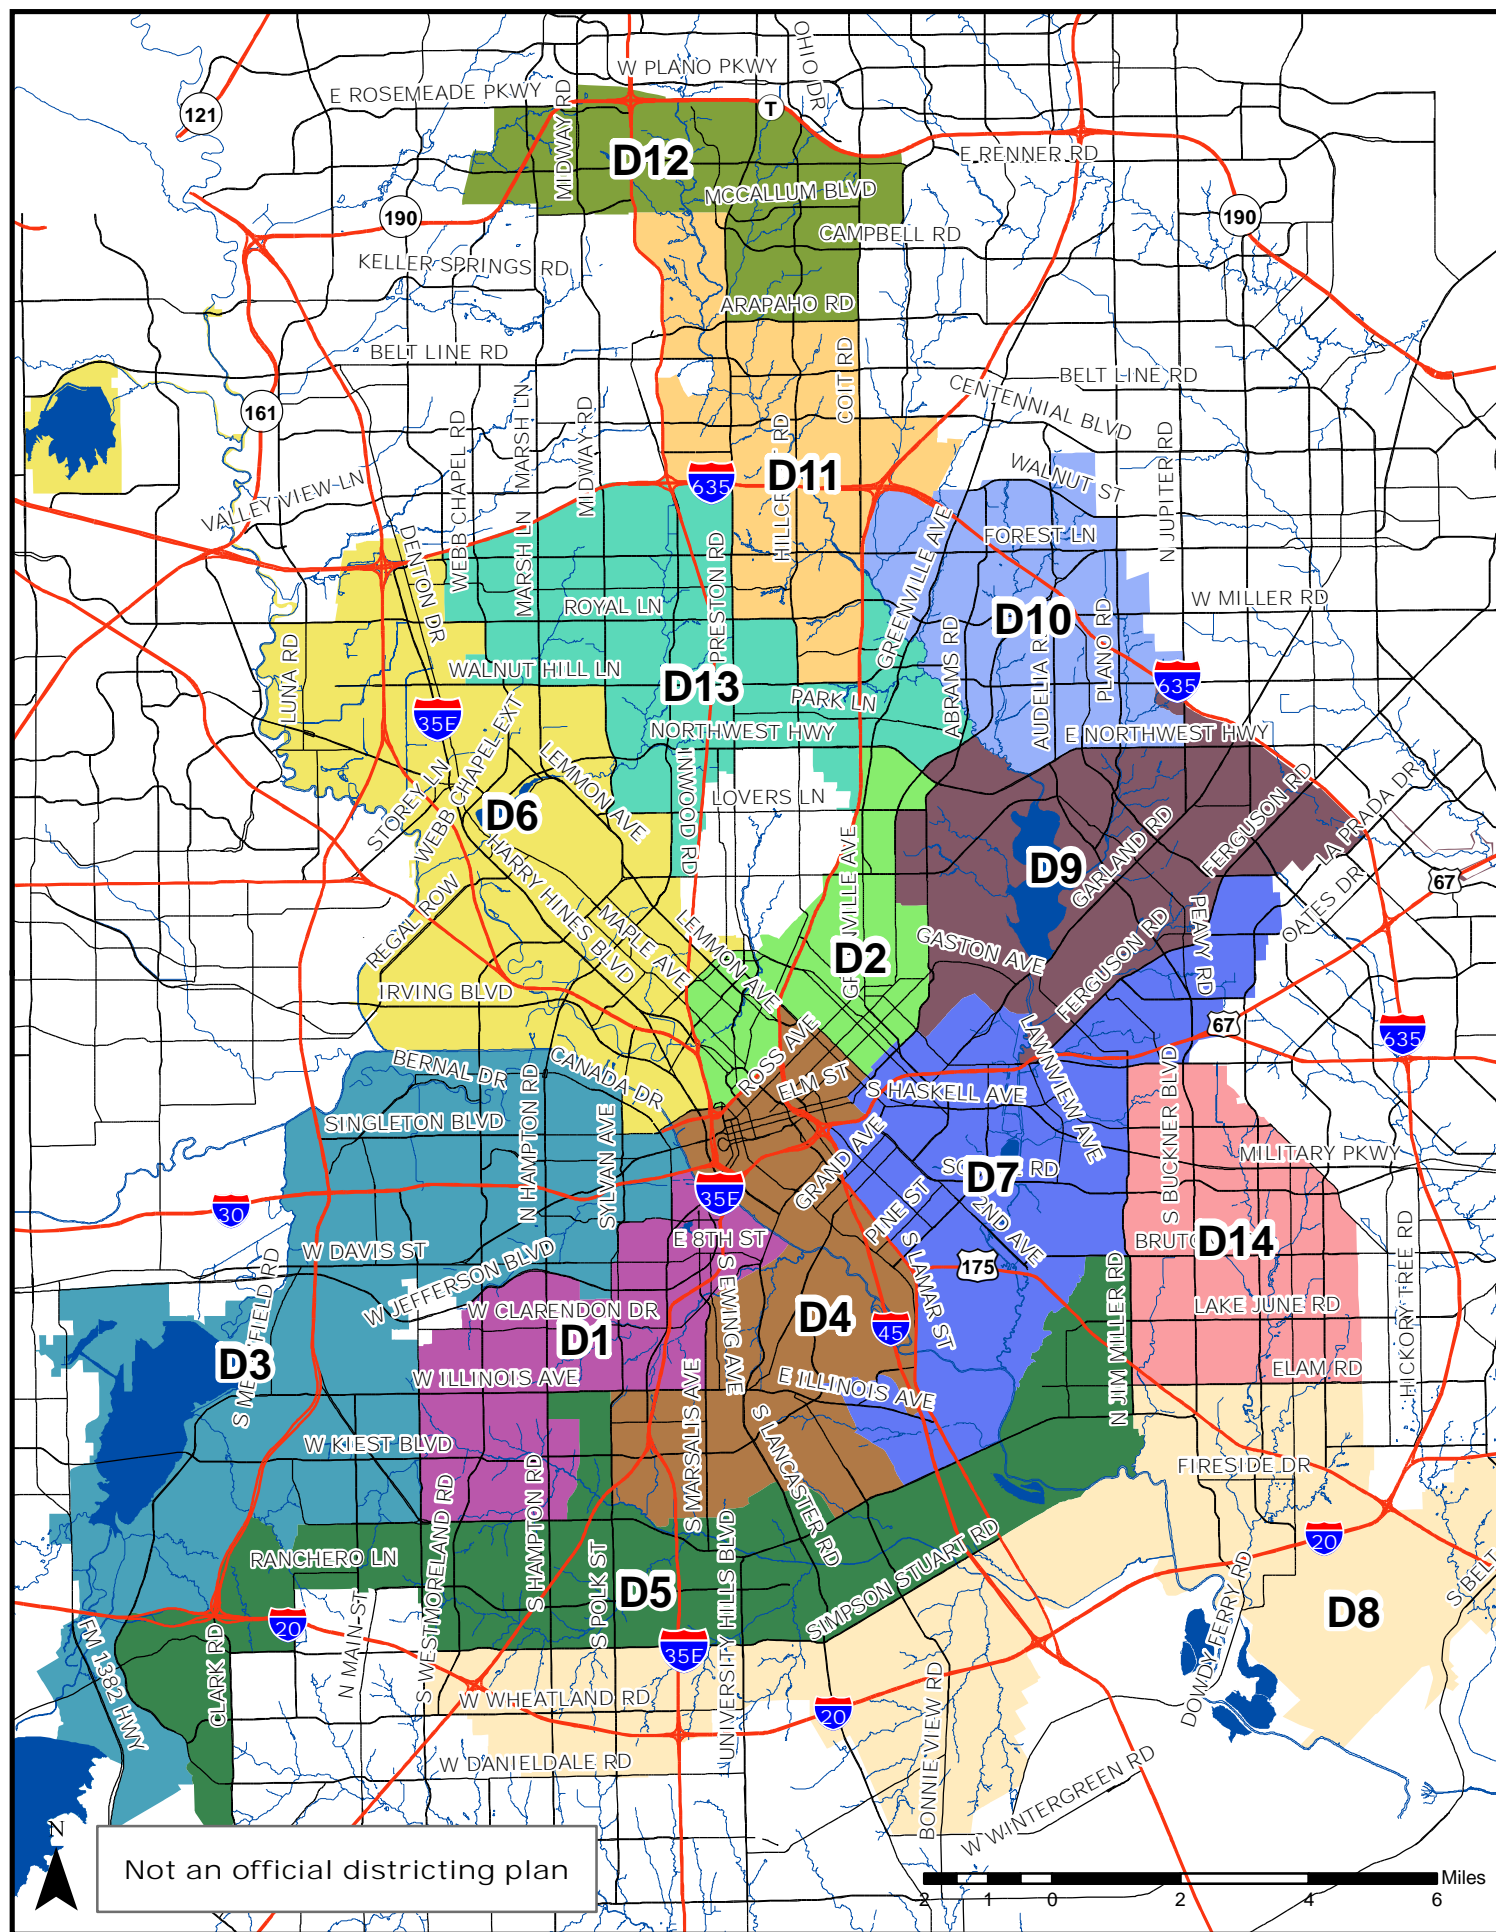 W PLANO PKWY
OHIO DR
E ROSEMEADE PKWY
MIDWAY RD
121
T
D12
E RENNER RD
MCCALLUM BLVD
190
190
CAMPBELL RD
KELLER SPRINGS RD
ARAPAHO RD
BELT LINE RD
COIT RD
BELT LINE RD
CENTENNIAL BLVD
161
WEBB CHAPEL RD
MARSH LN
MIDWAY RD
N JUPITER RD
WALNUT ST
D11
635
VALLEY VIEW LN
DENTON DR
MARSH LN
PRESTON RD
GREENVILLE AVE
FOREST LN
ROYAL LN
W MILLER RD
D10
PLANO RD
ABRAMS RD
LUNA RD
WALNUT HILL LN
D13
PARK LN
635
35E
NORTHWEST HWY
E NORTHWEST HWY
STOREY LN
WEBB CHAPEL EXT
LEMMON AVE
INWOOD RD
LOVERS LN
D6
FERGUSON RD
LA PRADA DR
GARLAND RD
D9
67
HARRY HINES BLVD
REGAL ROW
MAPLE AVE
LEMMON AVE
D2
GASTON AVE
FERGUSON RD
PEAVY RD
OATES DR
IRVING BLVD
67
635
ROSS AVE
ELM ST
BERNAL DR
CANADA DR
S HASKELL AVE
LAWNVIEW AVE
S BUCKNER BLVD
SINGLETON BLVD
N HAMPTON RD
SYLVAN AVE
GRAND AVE
MILITARY PKWY
D7
30
35E
PINE ST
2ND AVE
S LAMAR ST
E 8TH ST
D14
W DAVIS ST
W JEFFERSON BLVD
175
N JIM MILLER RD
HICKORY TREE RD
W CLARENDON DR
S EWING AVE
LAKE JUNE RD
D4
45
D1
D3
ELAM RD
W ILLINOIS AVE
E ILLINOIS AVE
S MARSALIS AVE
S LANCASTER RD
W KIEST BLVD
FIRESIDE DR
S WESTMORELAND RD
S HAMPTON RD
20
RANCHERO LN
S POLK ST
UNIVERSITY HILLS BLVD
SIMPSON STUART RD
D5
D8
S BELT
DOWDY FERRY RD
20
FM 1382 HWY
CLARK RD
N MAIN ST
35E
W WHEATLAND RD
20
BONNIE VIEW RD
W DANIELDALE RD
W WINTERGREEN RD
N
Not an official districting plan
Miles
2 1 0 2 4 6